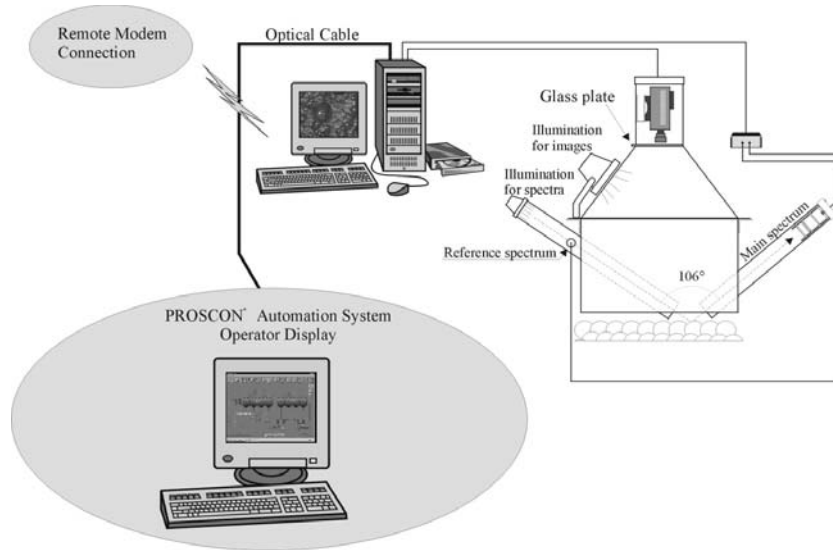 Remote Modem
Connection
Optical Cable
Glass plate
Illumination
for images
Illumination
for spectra
Reference spectrum
Main spectrum
106°
PROSCON* Automation System
Operator Display